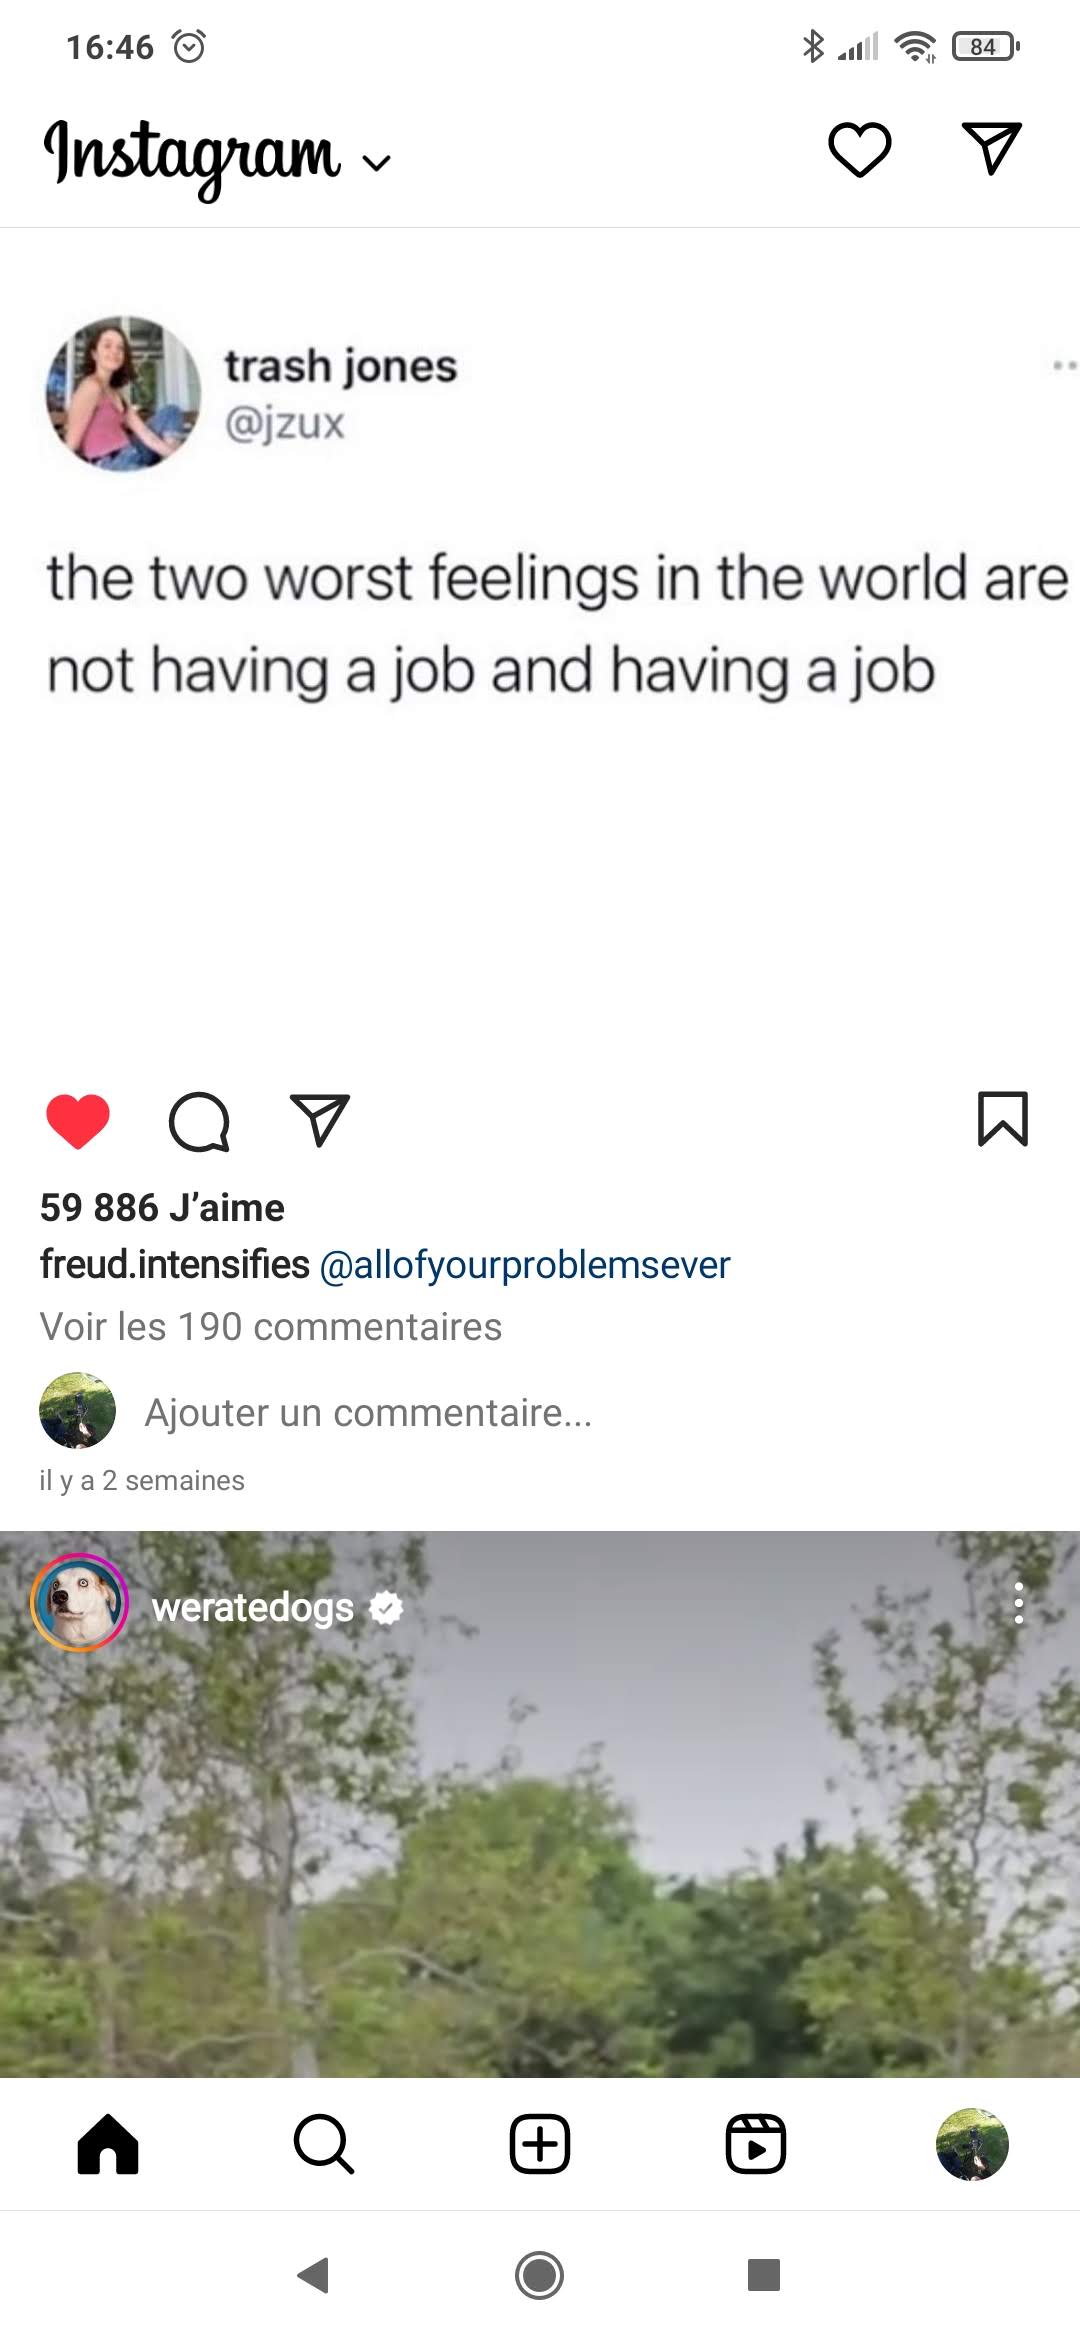 16:46
84
Instagram
trash jones
@jzux
the two worst feelings in the world are
not having a job and having a job
59 886 J’aime
freud.intensifies @allofyourproblemsever
Voir les 190 commentaires
Ajouter un commentaire...
il y a 2 semaines
weratedogs